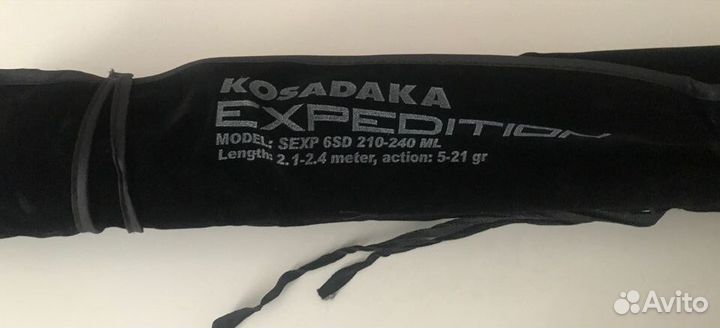 KOSADAKA
EXPEDITION
MODEL: SEXP 6SD 210-240 ML
Length: 2.1-2.4 meter, action: 5-21 gr
Avito